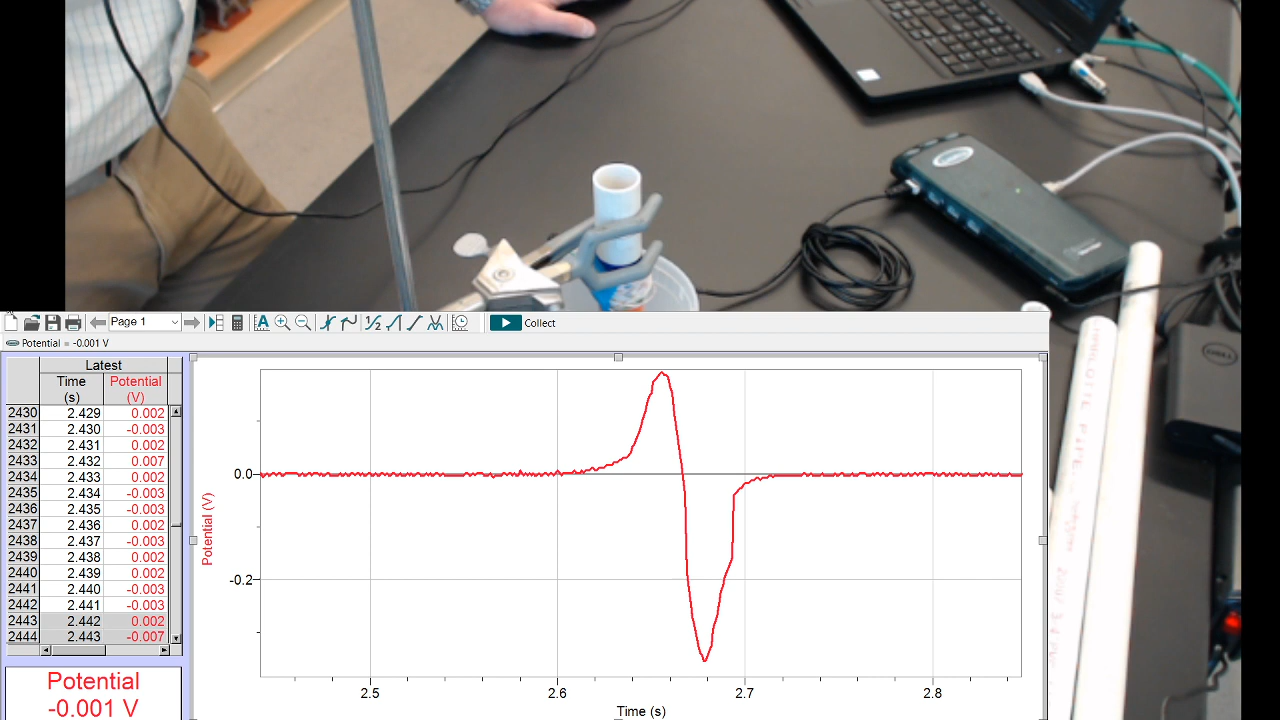 Page 1
Collect
Potential = -0.001 V
Latest
Time Potential
(s) (V)
2430 2.429 0.002
2431 2.430 -0.003
2432 2.431 0.002
2433 2.432 0.007
2434 2.433 0.002
2435 2.434 -0.003
2436 2.435 -0.003
2437 2.436 0.002
2438 2.437 -0.003
2439 2.438 0.002
2440 2.439 0.002
2441 2.440 -0.003
2442 2.441 -0.003
2443 2.442 0.002
2444 2.443 -0.007
Potential
-0.001 V
Potential (V)
0.0
-0.2
2.5 2.6 2.7 2.8
Time (s)
DELL
CHARLOTTE PIPE